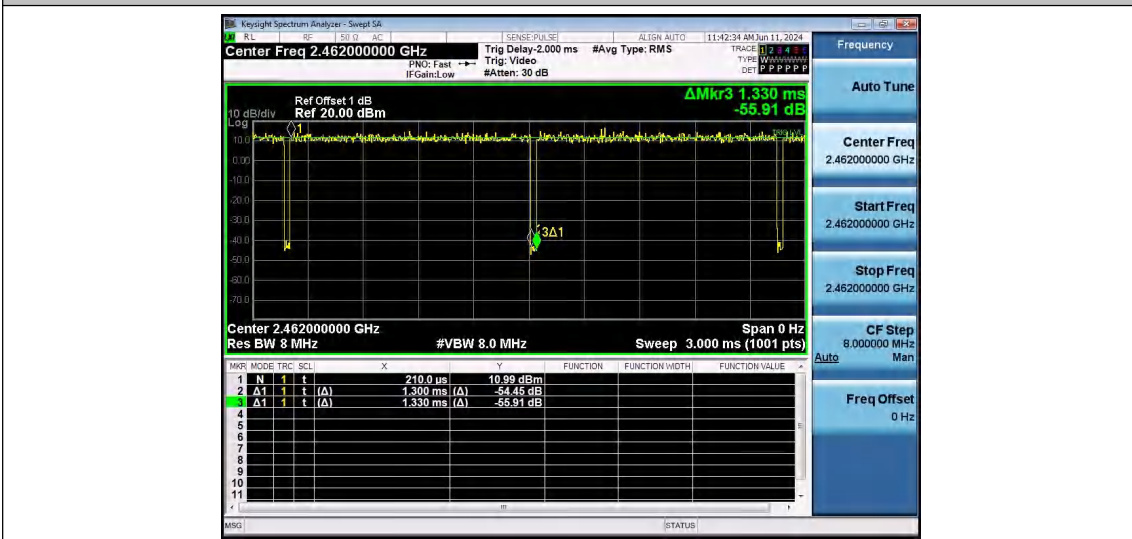 Keysight Spectrum Analyzer - Swept SA
RL RF 50 Ω AC SENSE:PULSE ALIGN AUTO 11:42:34 AM Jun 11, 2024
Center Freq 2.462000000 GHz
PNO: Fast
IFGain:Low
Trig Delay-2.000 ms
Trig: Video
#Atten: 30 dB
#Avg Type: RMS
TRACE 1 2 3 4 5 6
TYPE W
DET P P P P P P
ΔMkr3 1.330 ms
-55.91 dB
Ref Offset 1 dB
10 dB/div Ref 20.00 dBm
Log
1
10.0
0.00
-10.0
-20.0
-30.0
-40.0
-50.0
-60.0
-70.0
3Δ1
Center 2.462000000 GHz Span 0 Hz
Res BW 8 MHz #VBW 8.0 MHz Sweep 3.000 ms (1001 pts)
MKR MODE TRC SCL X Y FUNCTION FUNCTION WIDTH FUNCTION VALUE
1 N 1 t 210.0 µs 10.99 dBm
2 Δ1 1 t (Δ) 1.300 ms (Δ) -54.45 dB
3 Δ1 1 t (Δ) 1.330 ms (Δ) -55.91 dB
4
5
6
7
8
9
10
11
MSG STATUS
Frequency
Auto Tune
Center Freq
2.462000000 GHz
Start Freq
2.462000000 GHz
Stop Freq
2.462000000 GHz
CF Step
8.000000 MHz
Auto Man
Freq Offset
0 Hz